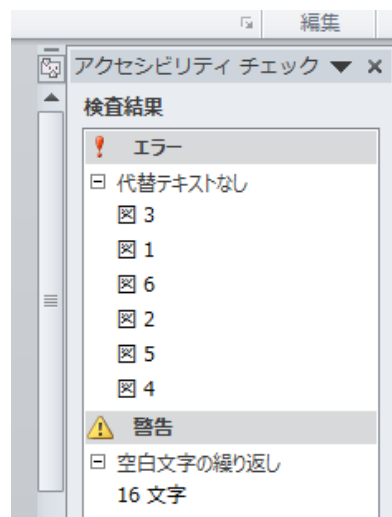 編集
アクセシビリティ チェック
検査結果
エラー
代替テキストなし
図 3
図 1
図 6
図 2
図 5
図 4
警告
空白文字の繰り返し
16 文字